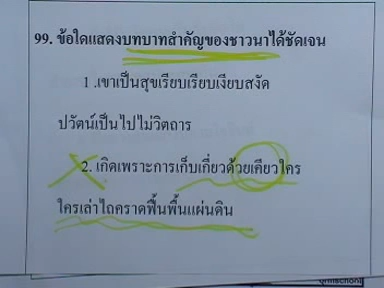 99. ข้อใดแสดงบทบาทสำคัญของชาวนาได้ชัดเจน
1 .เขาเป็นสุขเรียบเรียบเงียบสงัด
ปวัตน์เป็นไปไม่วิตถาร
2. เกิดเพราะการเก็บเกี่ยวด้วยเคียวใคร
ใครเล่าไถคราดฟื้นพื้นแผ่นดิน